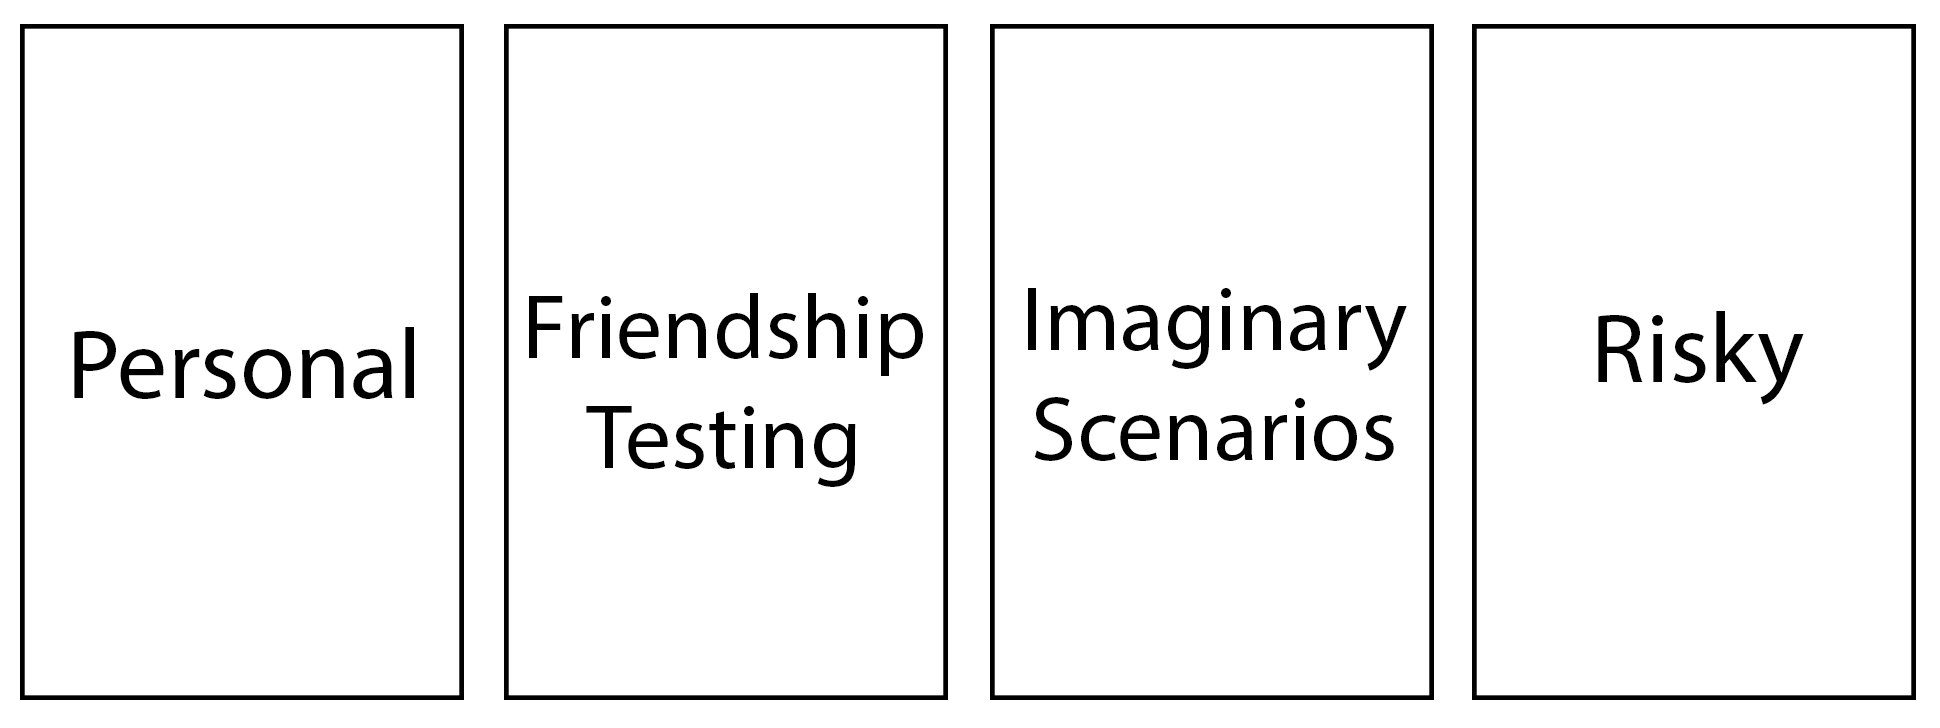 Personal
Friendship
Testing
Imaginary
Scenarios
Risky